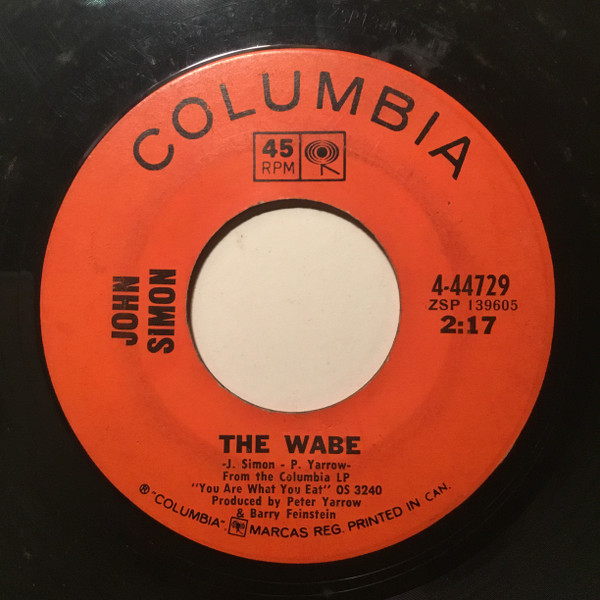 COLUMBIA
45
RPM
JOHN
SIMON
4-44729
ZSP 139605
2:17
THE WABE
-J. Simon - P. Yarrow-
From the Columbia LP
"You Are What You Eat" OS 3240
Produced by Peter Yarrow
& Barry Feinstein
℗ "COLUMBIA", MARCAS REG. PRINTED IN CAN.